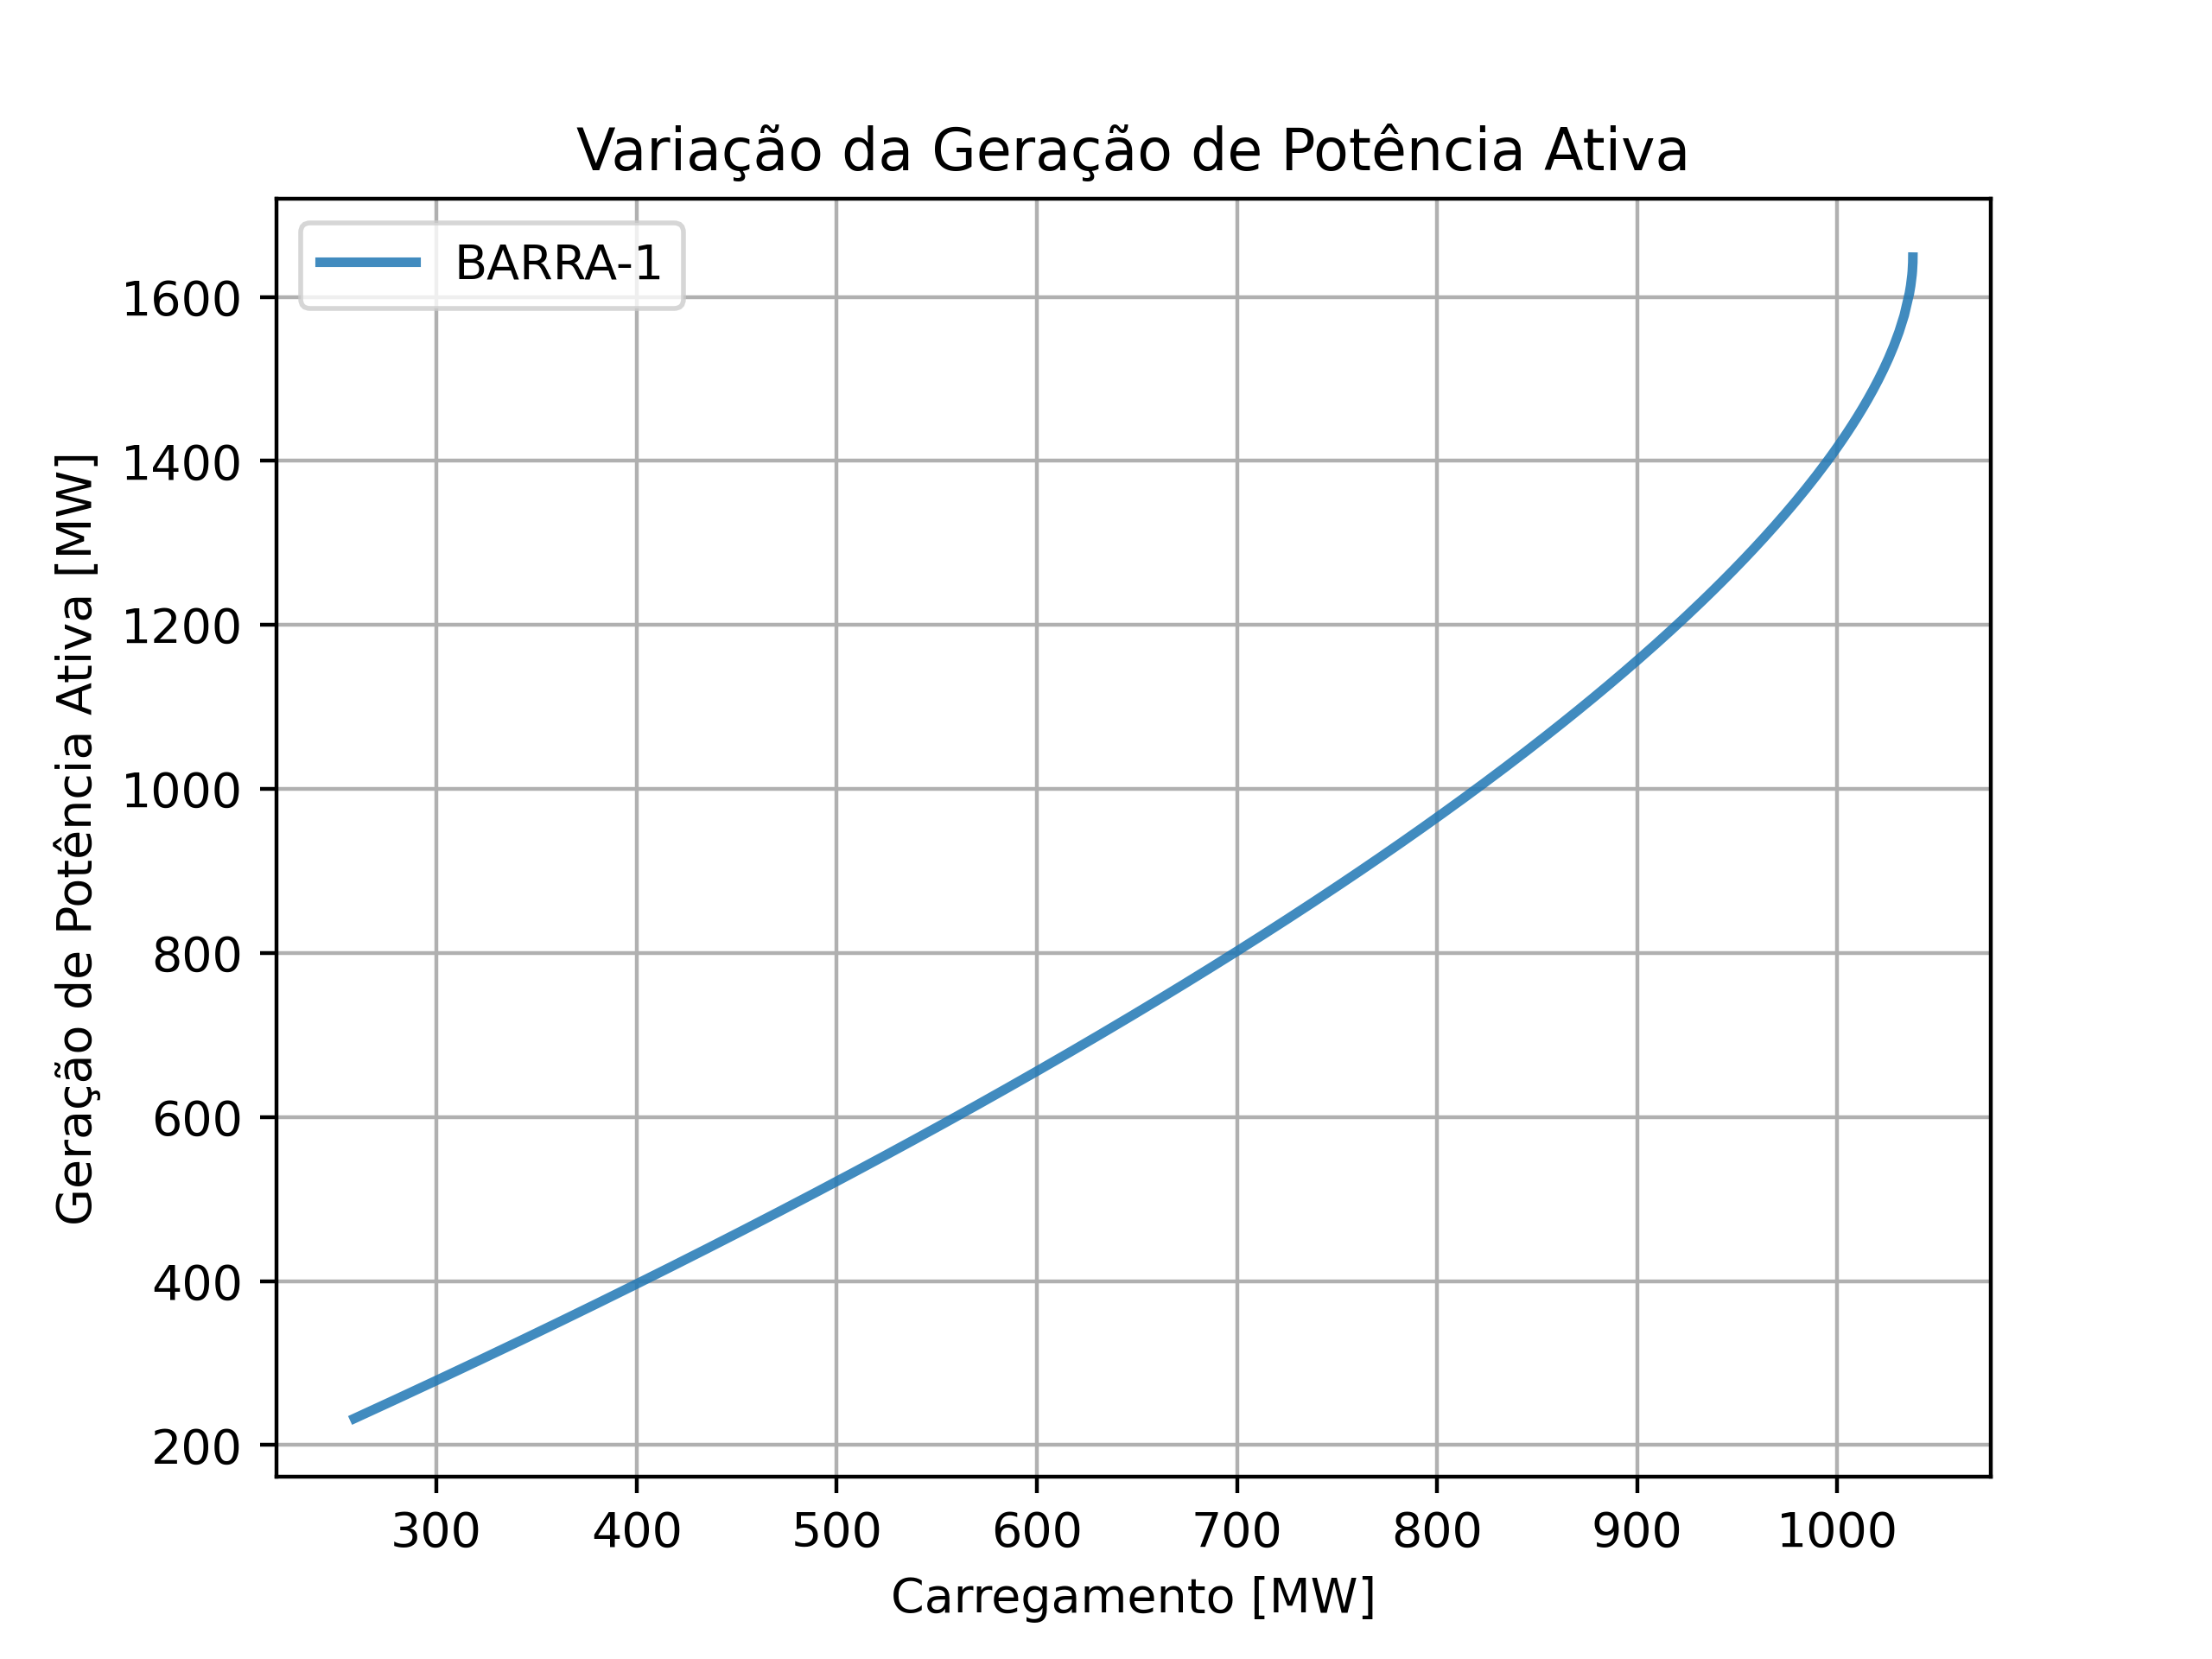 Variação da Geração de Potência Ativa
BARRA-1
Geração de Potência Ativa [MW]
1600
1400
1200
1000
800
600
400
200
300 400 500 600 700 800 900 1000
Carregamento [MW]